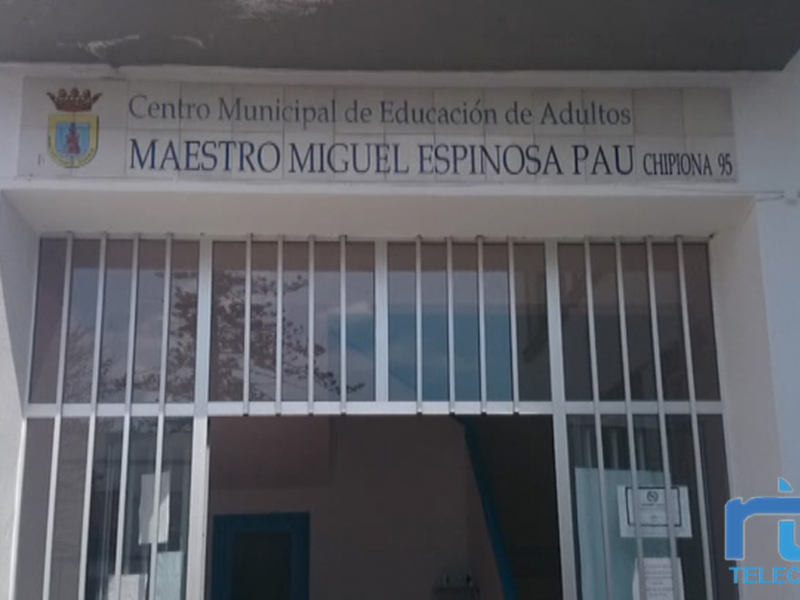 Centro Municipal de Educación de Adultos
MAESTRO MIGUEL ESPINOSA PAU CHIPIONA 95